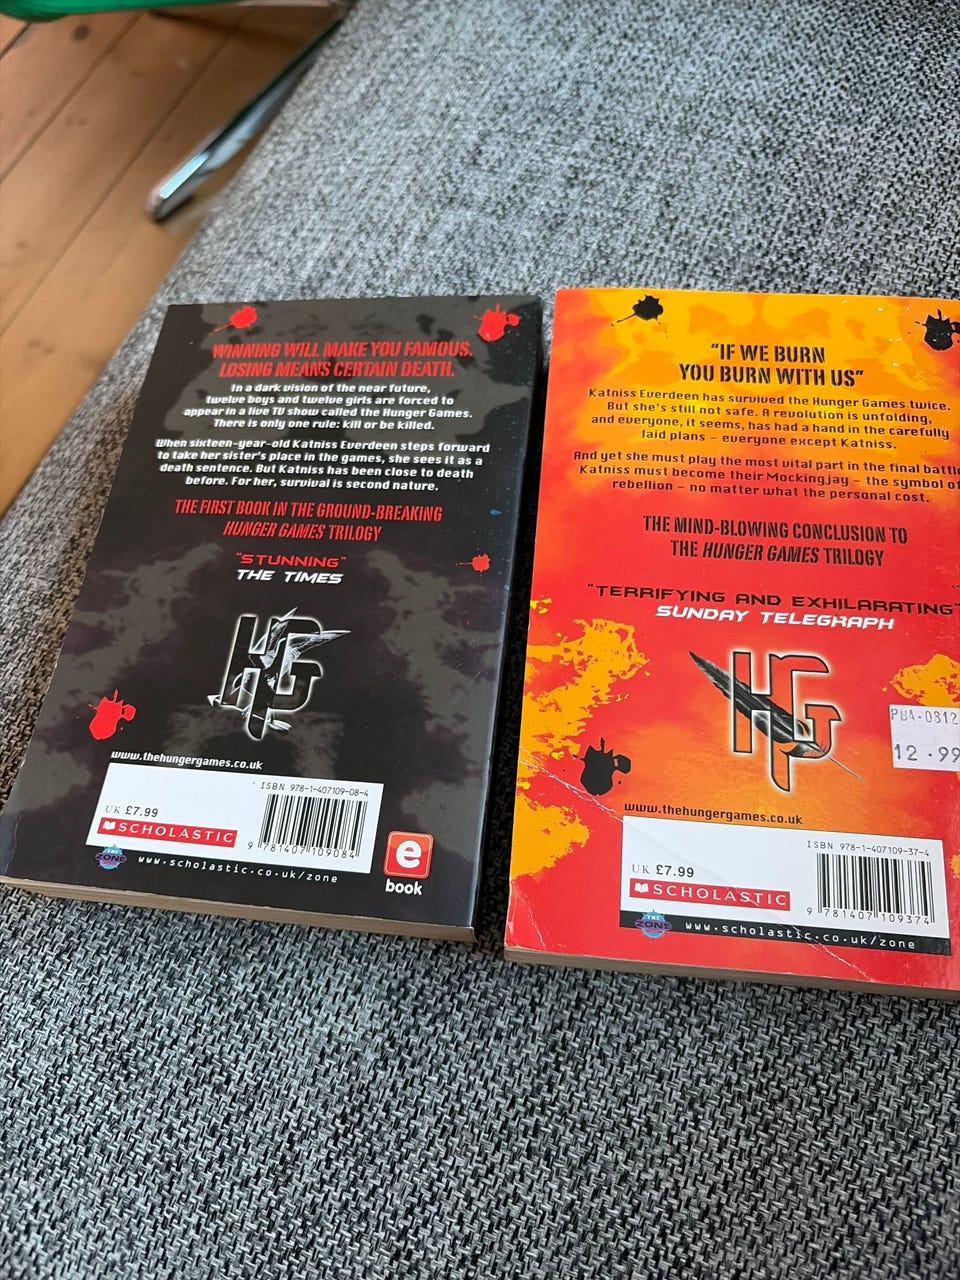 WINNING WILL MAKE YOU FAMOUS.
LOSING MEANS CERTAIN DEATH.
In a dark vision of the near future,
twelve boys and twelve girls are forced to
appear in a live TV show called the Hunger Games.
There is only one rule: kill or be killed.
When sixteen-year-old Katniss Everdeen steps forward
to take her sister's place in the games, she sees it as a
death sentence. But Katniss has been close to death
before. For her, survival is second nature.
THE FIRST BOOK IN THE GROUND-BREAKING
HUNGER GAMES TRILOGY
"STUNNING"
THE TIMES
HG
www.thehungergames.co.uk
ISBN 978-1-407109-08-4
UK £7.99
SCHOLASTIC
9 781407 109084
THE ZONE
www.scholastic.co.uk/zone
e
book
"IF WE BURN
YOU BURN WITH US"
Katniss Everdeen has survived the Hunger Games twice.
But she's still not safe. A revolution is unfolding,
and everyone, it seems, has had a hand in the carefully
laid plans – everyone except Katniss.
And yet she must play the most vital part in the final battle
Katniss must become their Mockingjay – the symbol of
rebellion – no matter what the personal cost.
THE MIND-BLOWING CONCLUSION TO
THE HUNGER GAMES TRILOGY
"TERRIFYING AND EXHILARATING"
SUNDAY TELEGRAPH
HG
PBA-0812
12.99
www.thehungergames.co.uk
ISBN 978-1-407109-37-4
UK £7.99
SCHOLASTIC
9 781407 109374
THE ZONE
www.scholastic.co.uk/zone